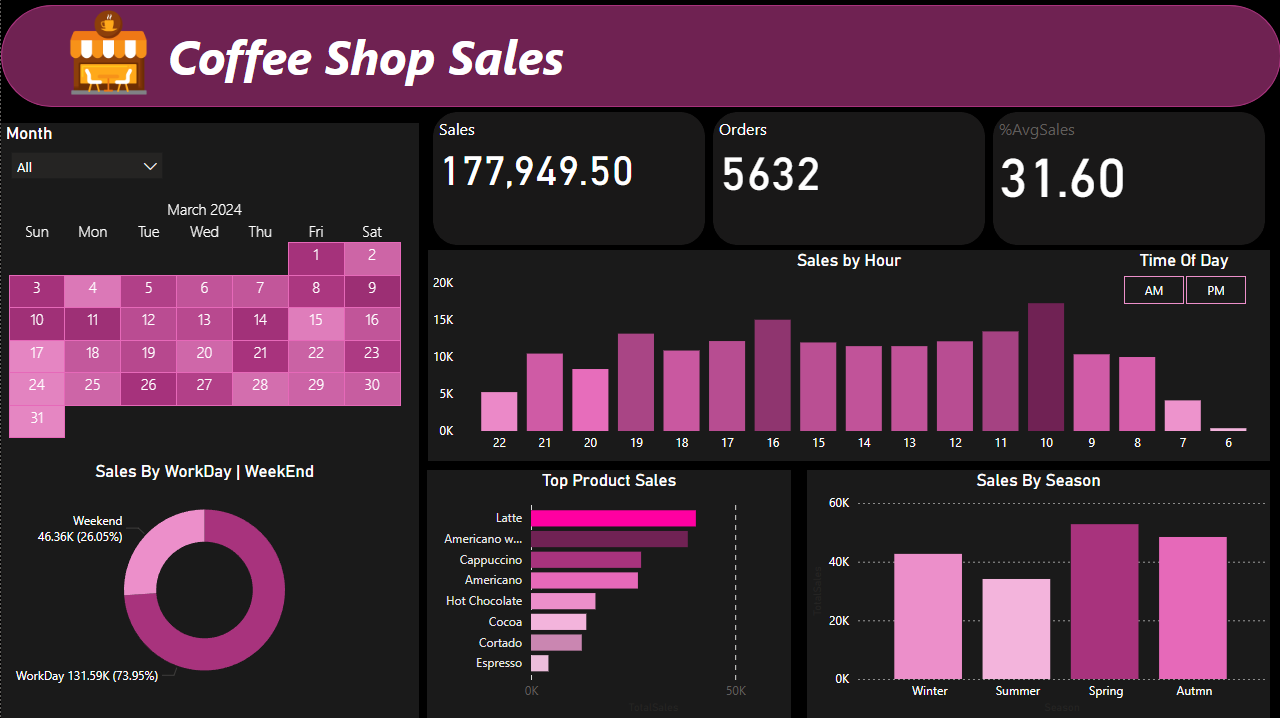 Coffee Shop Sales
Month
All
March 2024
Sun Mon Tue Wed Thu Fri Sat
1 2
3 4 5 6 7 8 9
10 11 12 13 14 15 16
17 18 19 20 21 22 23
24 25 26 27 28 29 30
31
Sales By WorkDay | WeekEnd
Weekend
46.36K (26.05%)
WorkDay 131.59K (73.95%)
Sales
177,949.50
Orders
5632
%AvgSales
31.60
Sales by Hour
Time Of Day
AM PM
20K
15K
10K
5K
0K
22 21 20 19 18 17 16 15 14 13 12 11 10 9 8 7 6
Top Product Sales
Latte
Americano w...
Cappuccino
Americano
Hot Chocolate
Cocoa
Cortado
Espresso
0K 50K
TotalSales
Sales By Season
60K
40K
20K
0K
TotalSales
Winter Summer Spring Autmn
Season